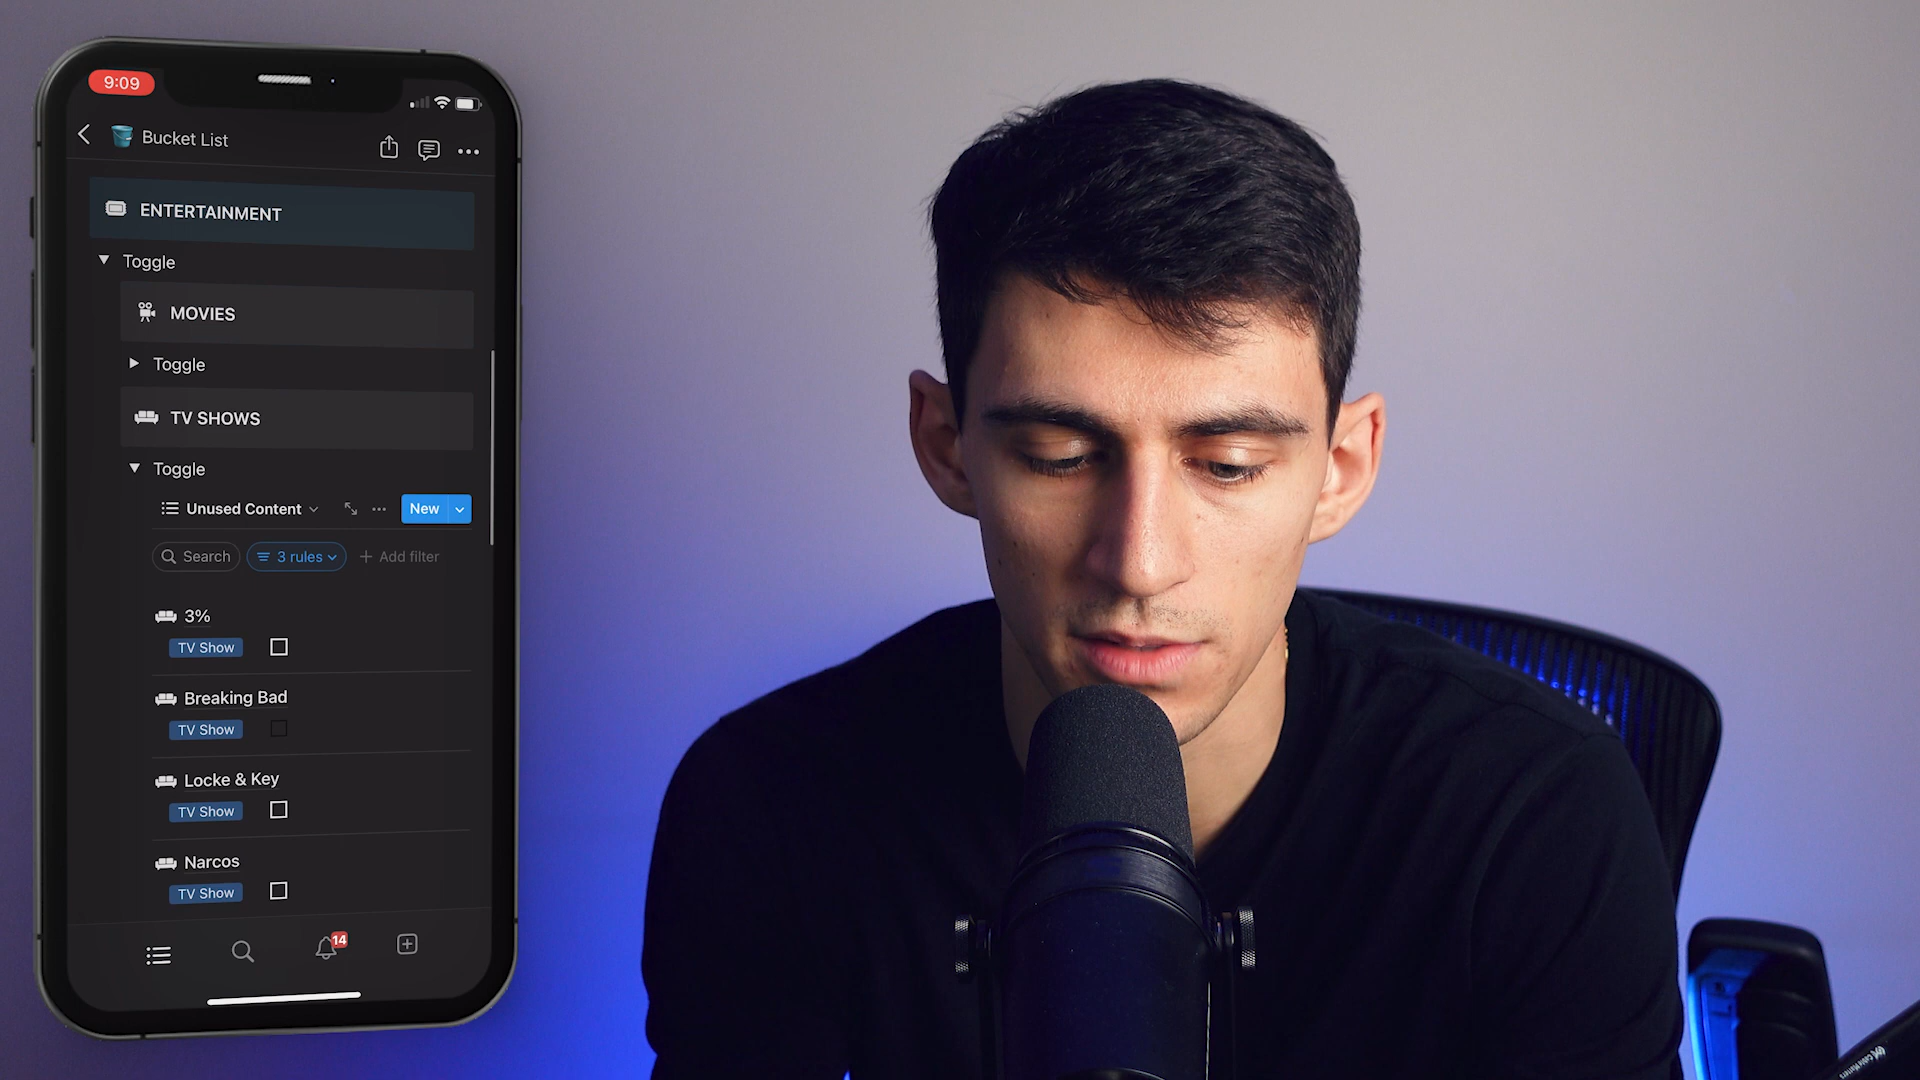 9:09
Bucket List
ENTERTAINMENT
Toggle
MOVIES
Toggle
TV SHOWS
Toggle
Unused Content
New
Search
3 rules
+ Add filter
3%
TV Show
Breaking Bad
TV Show
Locke & Key
TV Show
Narcos
TV Show
14